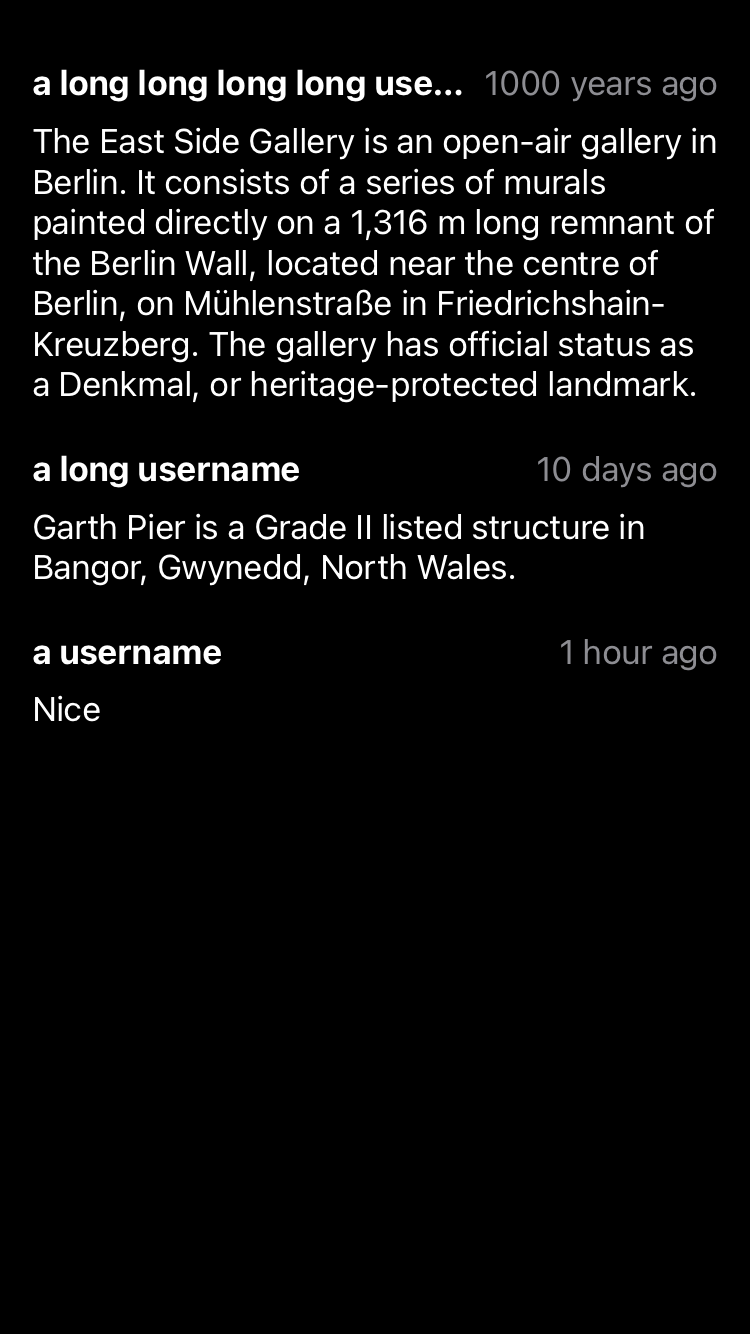 a long long long long use... 1000 years ago
The East Side Gallery is an open-air gallery in
Berlin. It consists of a series of murals
painted directly on a 1,316 m long remnant of
the Berlin Wall, located near the centre of
Berlin, on Mühlenstraße in Friedrichshain-
Kreuzberg. The gallery has official status as
a Denkmal, or heritage-protected landmark.
a long username 10 days ago
Garth Pier is a Grade II listed structure in
Bangor, Gwynedd, North Wales.
a username 1 hour ago
Nice